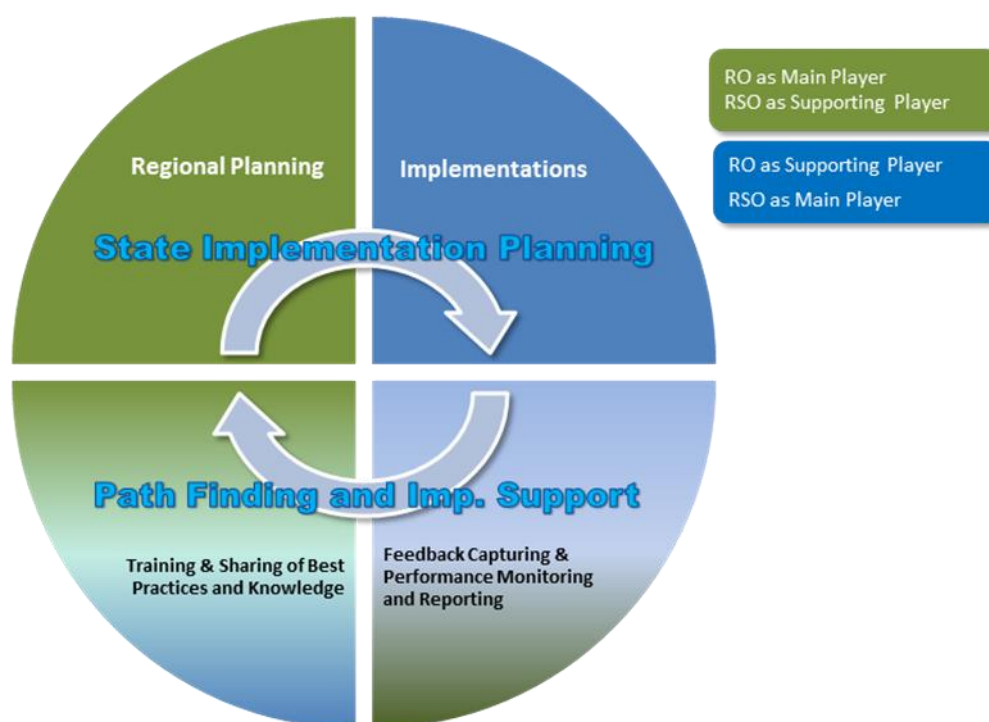 RO as Main Player
RSO as Supporting Player
RO as Supporting Player
RSO as Main Player
Regional Planning
Implementations
State Implementation Planning
Path Finding and Imp. Support
Training & Sharing of Best
Practices and Knowledge
Feedback Capturing &
Performance Monitoring
and Reporting